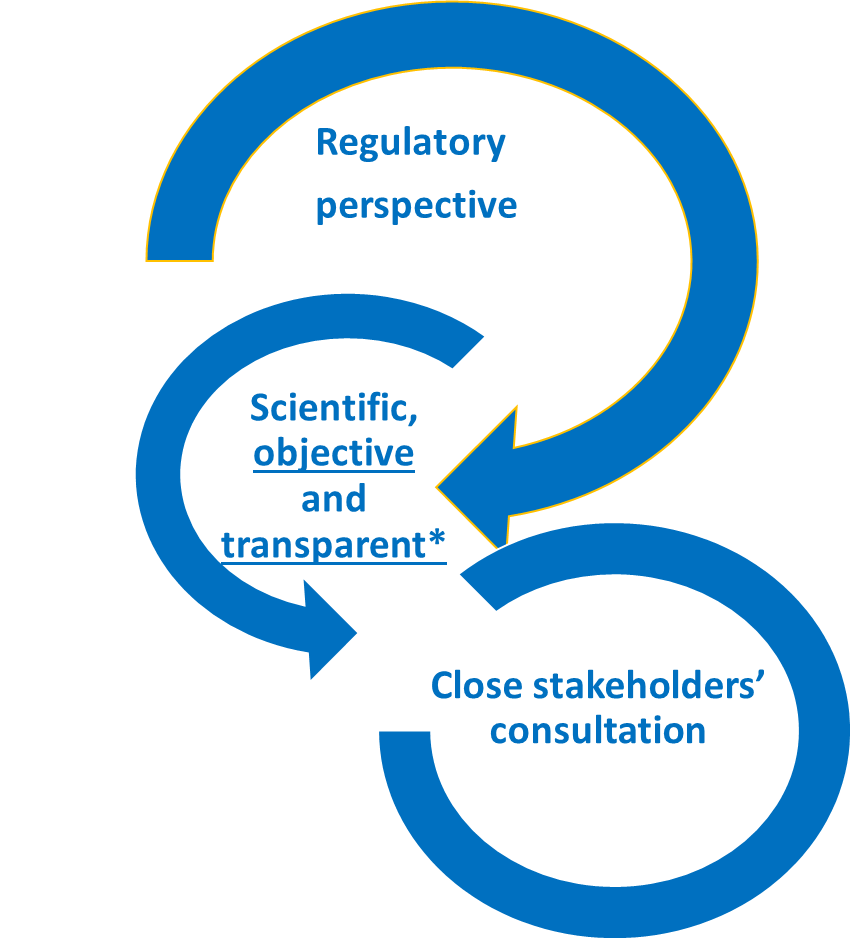 Regulatory
perspective
Scientific,
objective
and
transparent*
Close stakeholders’
consultation